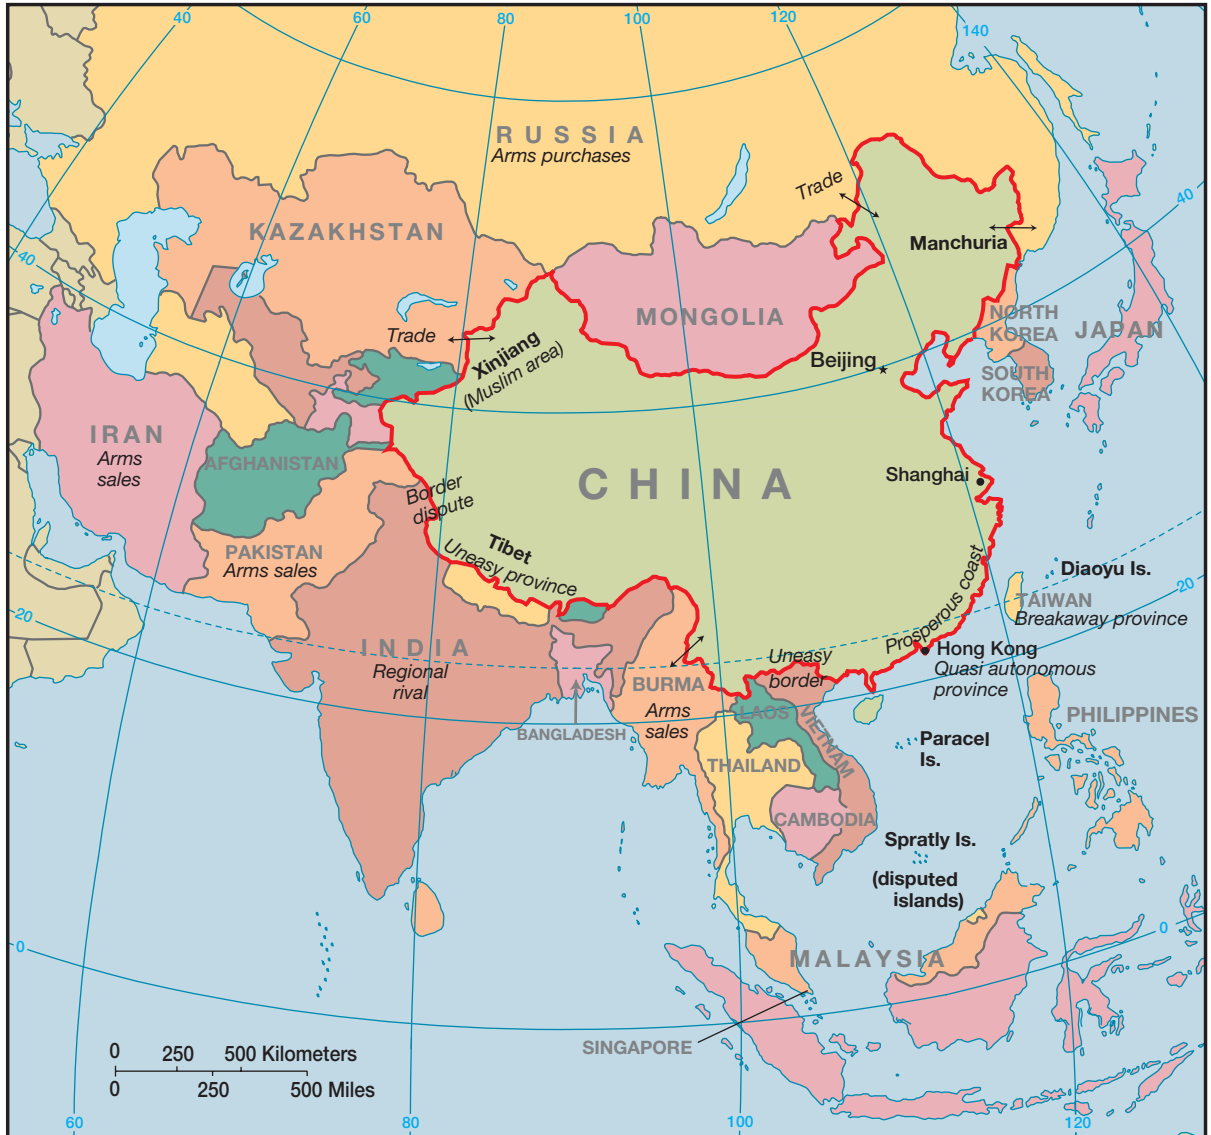 40
60
80
100
120
140
RUSSIA
Arms purchases
Trade
40
KAZAKHSTAN
Manchuria
40
MONGOLIA
NORTH
KOREA
JAPAN
Trade
Xinjiang
(Muslim area)
Beijing
SOUTH
KOREA
IRAN
Arms
sales
AFGHANISTAN
CHINA
Shanghai
Border
dispute
PAKISTAN
Arms sales
Tibet
Uneasy province
Prosperous coast
Diaoyu Is.
20
TAIWAN
Breakaway province
20
INDIA
Regional
rival
Uneasy
border
Hong Kong
Quasi autonomous
province
BURMA
Arms
sales
LAOS
VIETNAM
PHILIPPINES
BANGLADESH
Paracel
Is.
THAILAND
CAMBODIA
Spratly Is.
(disputed
islands)
0
0
MALAYSIA
SINGAPORE
0 250 500 Kilometers
0 250 500 Miles
60
80
100
120